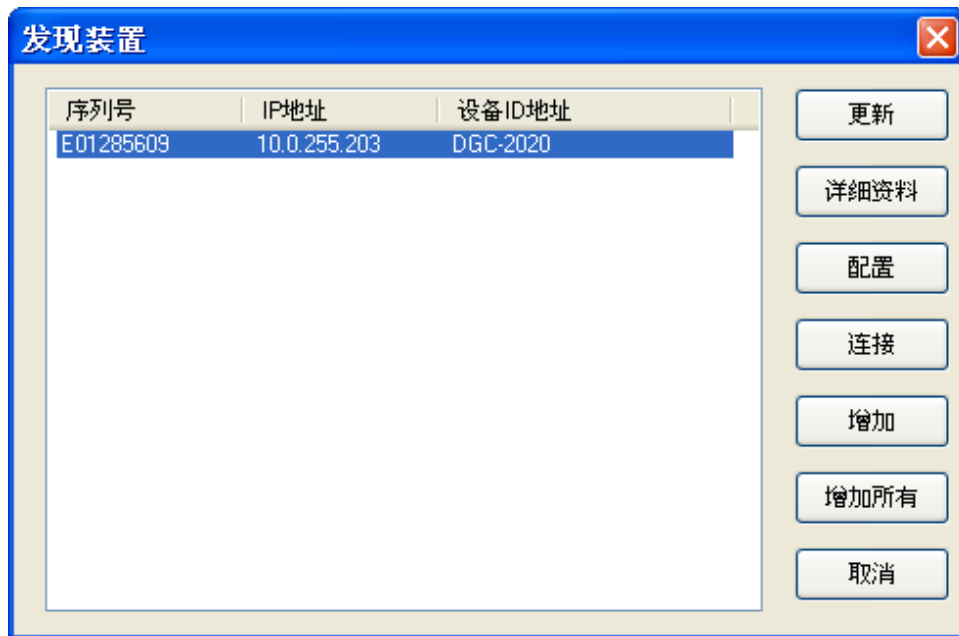 发现装置
序列号 IP地址 设备ID地址
E01285609 10.0.255.203 DGC-2020
更新
详细资料
配置
连接
增加
增加所有
取消